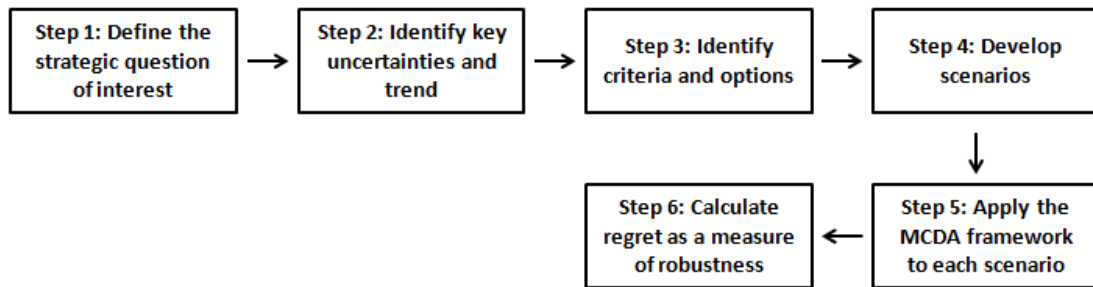 Step 1: Define the
strategic question
of interest
Step 2: Identify key
uncertainties and
trend
Step 3: Identify
criteria and options
Step 4: Develop
scenarios
Step 5: Apply the
MCDA framework
to each scenario
Step 6: Calculate
regret as a measure
of robustness